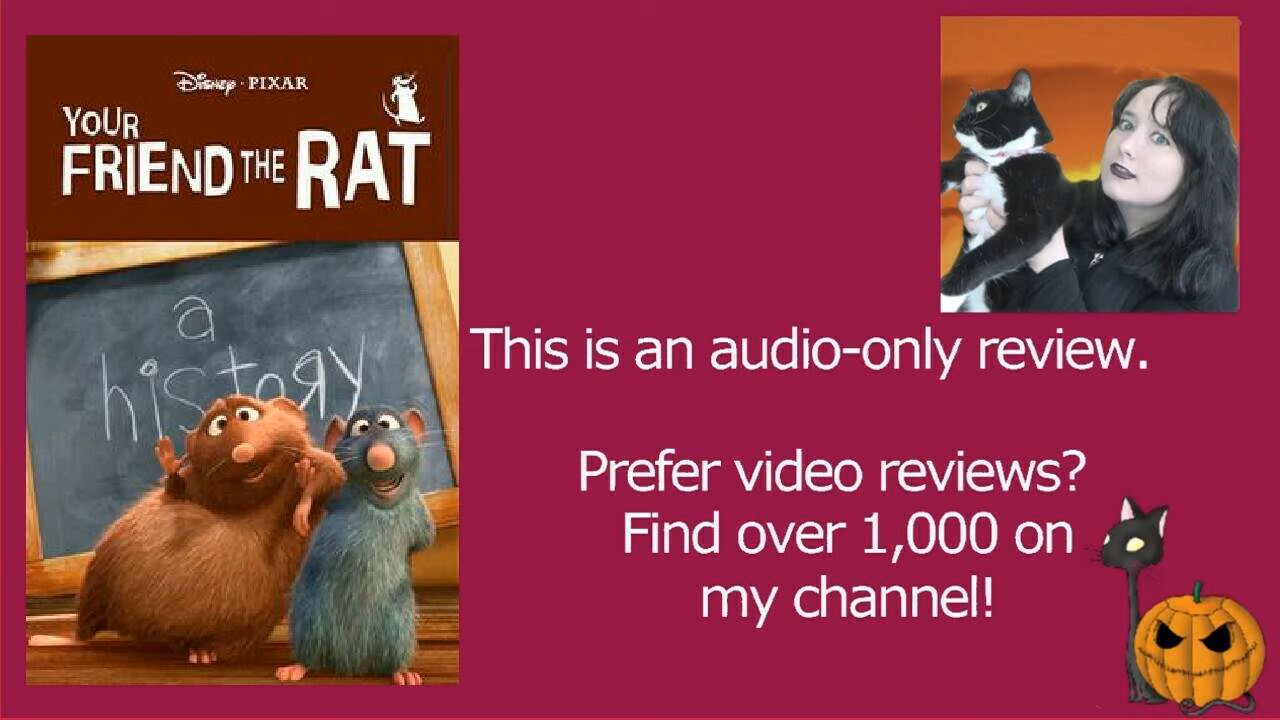 Disney · PIXAR
YOUR
FRIEND THE RAT
a
history
This is an audio-only review.
Prefer video reviews?
Find over 1,000 on
my channel!